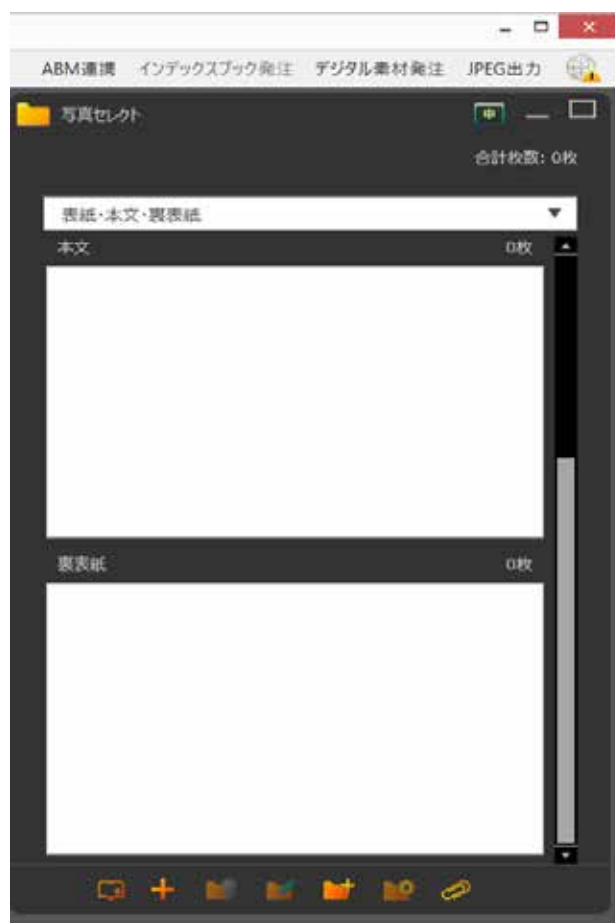 ABM連携 インデックスブック発注 デジタル素材発注 JPEG出力
写真セレクト 中
合計枚数: 0枚
表紙・本文・裏表紙
本文 0枚
裏表紙 0枚